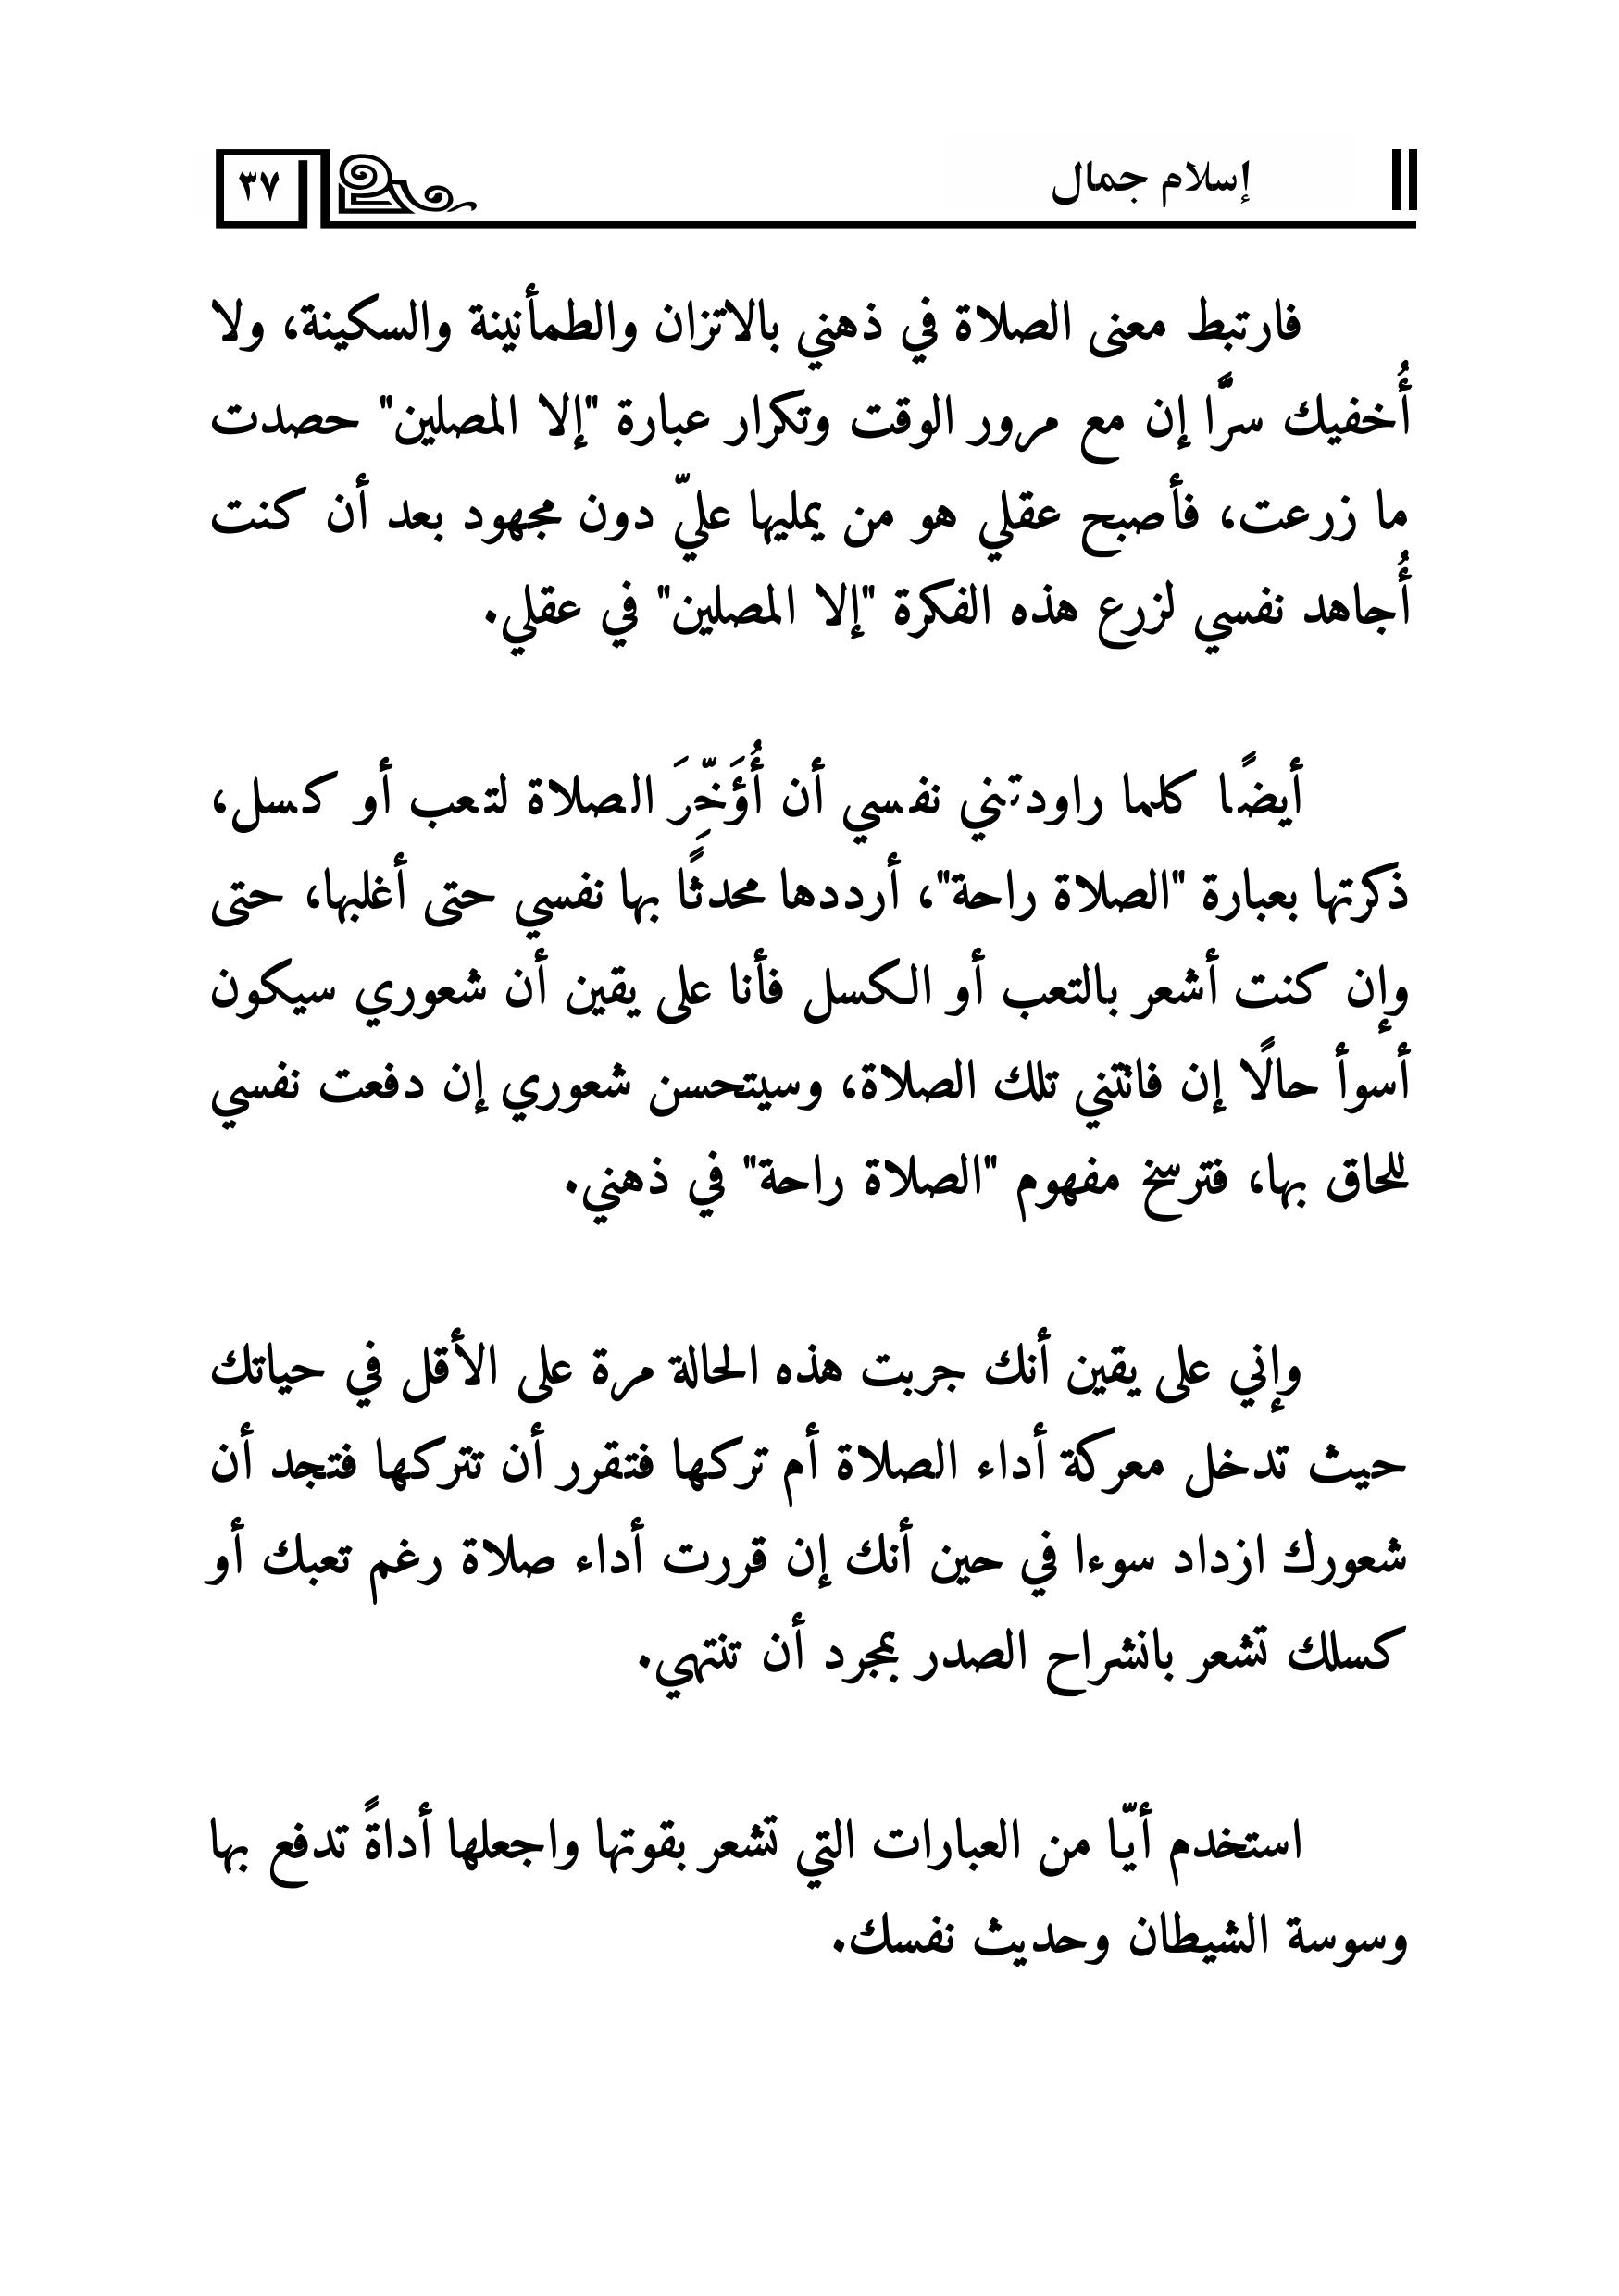 إسلام جمال
٣٧
فارتبط معنى الصلاة في ذهني بالاتزان والطمأنينة والسكينة، ولا
أُخفيك سرًّا إن مع مرور الوقت وتكرار عبارة "إلا المصلين" حصدت
ما زرعت، فأصبح عقلي هو من يمليها عليّ دون مجهود بعد أن كنت
أُجاهد نفسي لزرع هذه الفكرة "إلا المصلين" في عقلي.
أيضًا كلما راودتني نفسي أن أُؤَخِّرَ الصلاة لتعب أو كسل،
ذكرتها بعبارة "الصلاة راحة"، أرددها محدثًا بها نفسي حتى أغلبها، حتى
وإن كنت أشعر بالتعب أو الكسل فأنا على يقين أن شعوري سيكون
أسوأ حالًا إن فاتتني تلك الصلاة، وسيتحسن شعوري إن دفعت نفسي
للحاق بها، فترسخ مفهوم "الصلاة راحة" في ذهني.
وإني على يقين أنك جربت هذه الحالة مرة على الأقل في حياتك
حيث تدخل معركة أداء الصلاة أم تركها فتقرر أن تتركها فتجد أن
شعورك ازداد سوءا في حين أنك إن قررت أداء صلاة رغم تعبك أو
كسلك تشعر بانشراح الصدر بمجرد أن تنتهي.
استخدم أيّا من العبارات التي تشعر بقوتها واجعلها أداةً تدفع بها
وسوسة الشيطان وحديث نفسك.